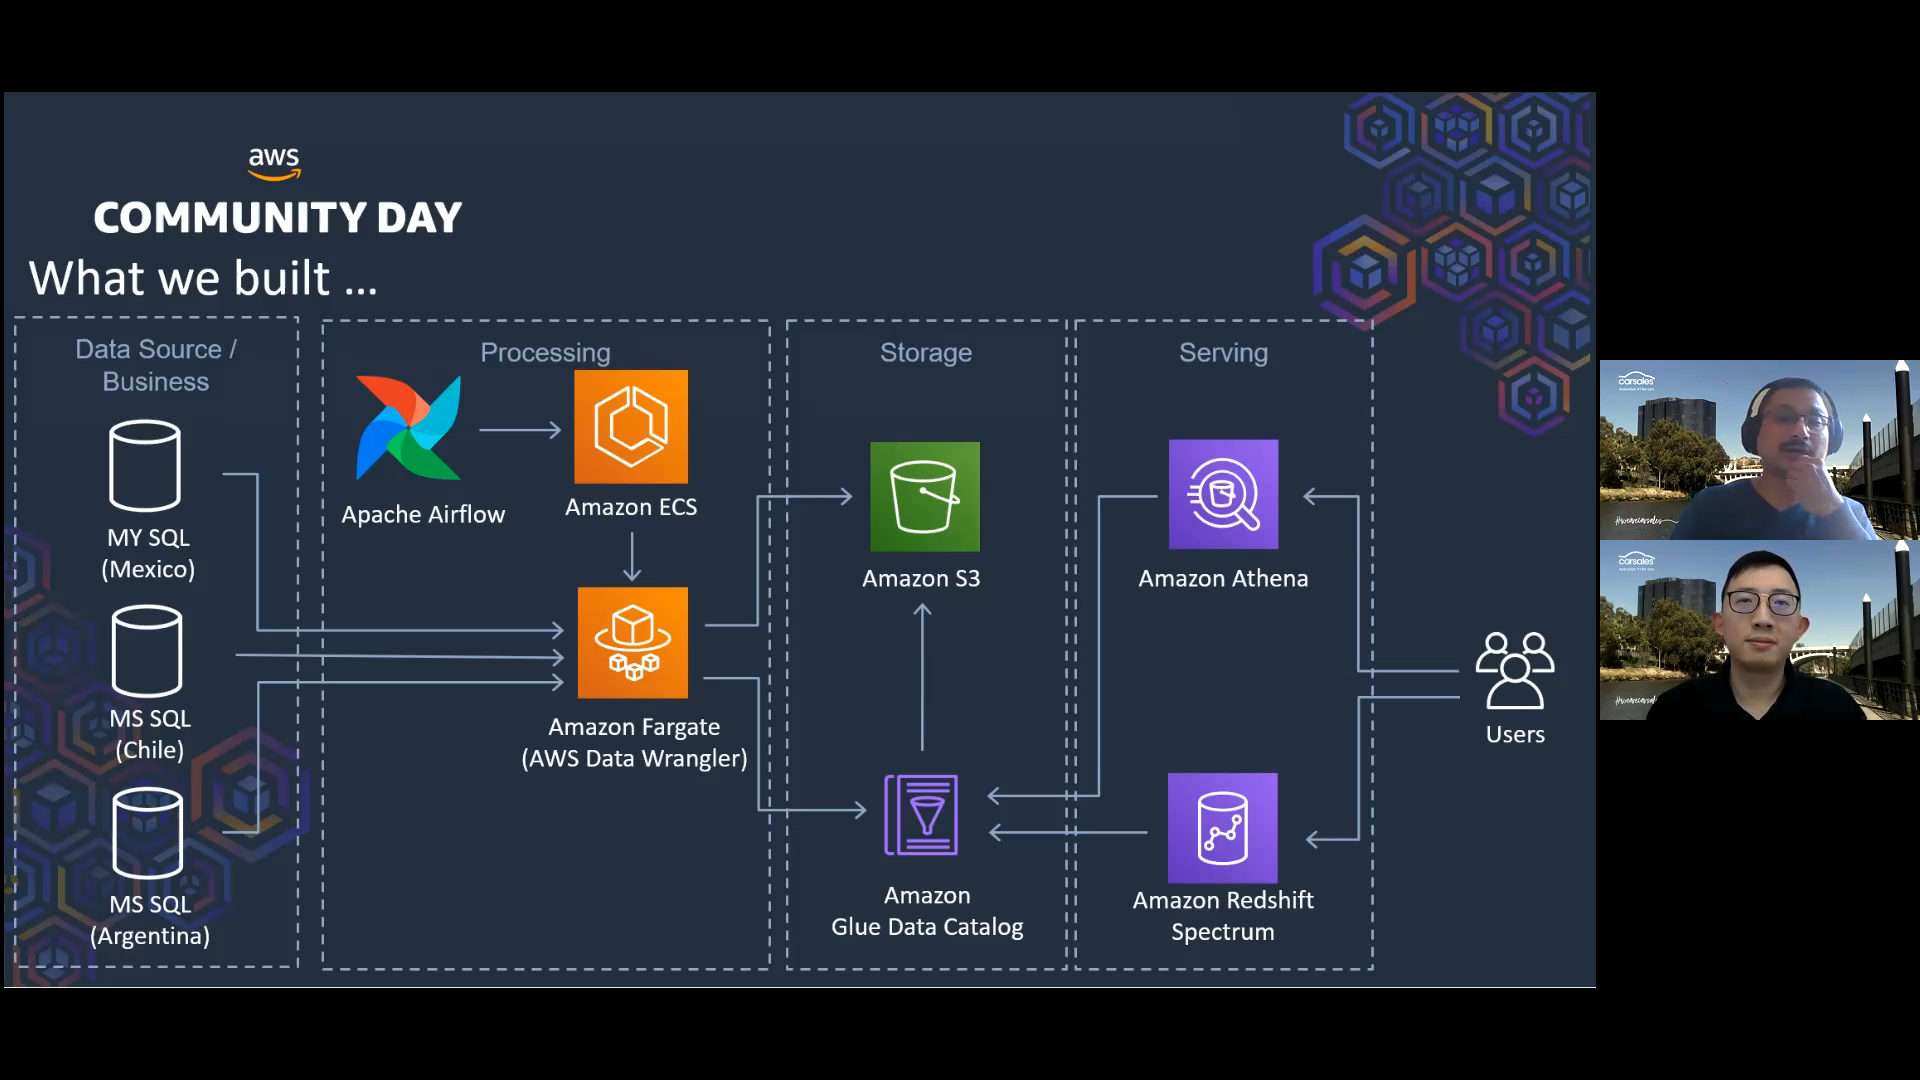 aws
COMMUNITY DAY
What we built ...
Data Source /
Business
MY SQL
(Mexico)
MS SQL
(Chile)
MS SQL
(Argentina)
Processing
Apache Airflow
Amazon ECS
Amazon Fargate
(AWS Data Wrangler)
Storage
Amazon S3
Amazon
Glue Data Catalog
Serving
Amazon Athena
Amazon Redshift
Spectrum
Users
carsales
#wearecarsales
carsales